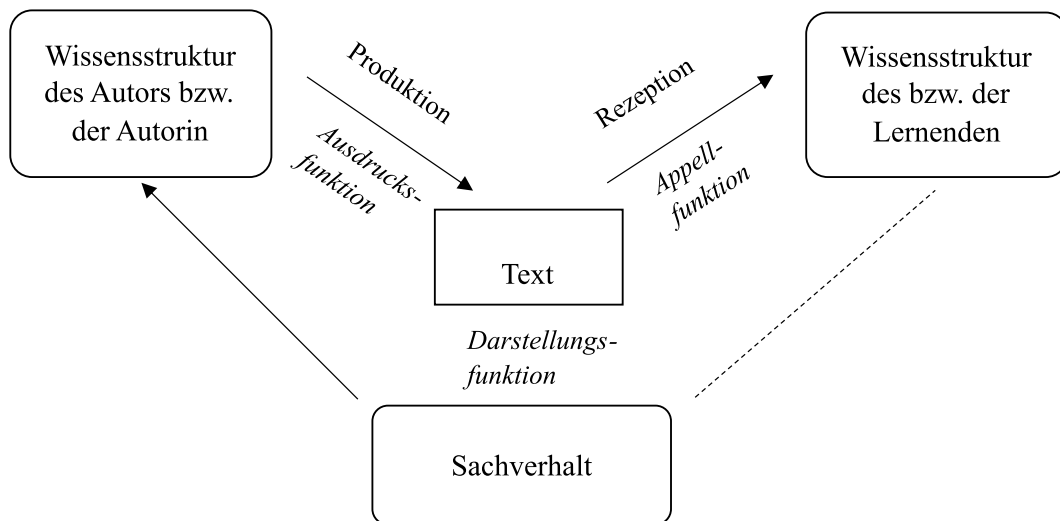 Wissensstruktur
des Autors bzw.
der Autorin
Produktion
Ausdrucks-
funktion
Rezeption
Appell-
funktion
Wissensstruktur
des bzw. der
Lernenden
Text
Darstellungs-
funktion
Sachverhalt